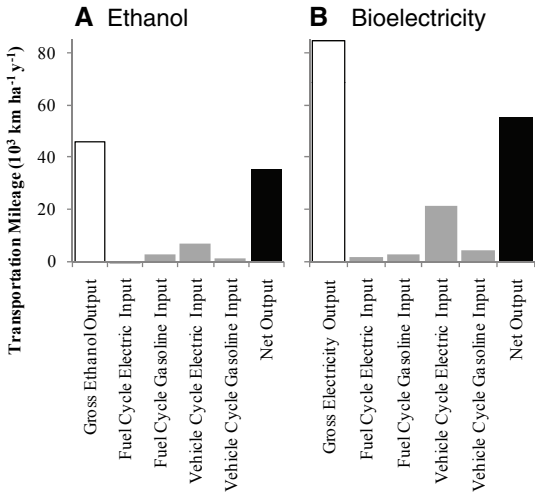 A Ethanol
B Bioelectricity
Transportation Mileage (10³ km ha⁻¹ y⁻¹)
80
60
40
20
0
Gross Ethanol Output
Fuel Cycle Electric Input
Fuel Cycle Gasoline Input
Vehicle Cycle Electric Input
Vehicle Cycle Gasoline Input
Net Output
Gross Electricity Output
Fuel Cycle Electric Input
Fuel Cycle Gasoline Input
Vehicle Cycle Electric Input
Vehicle Cycle Gasoline Input
Net Output